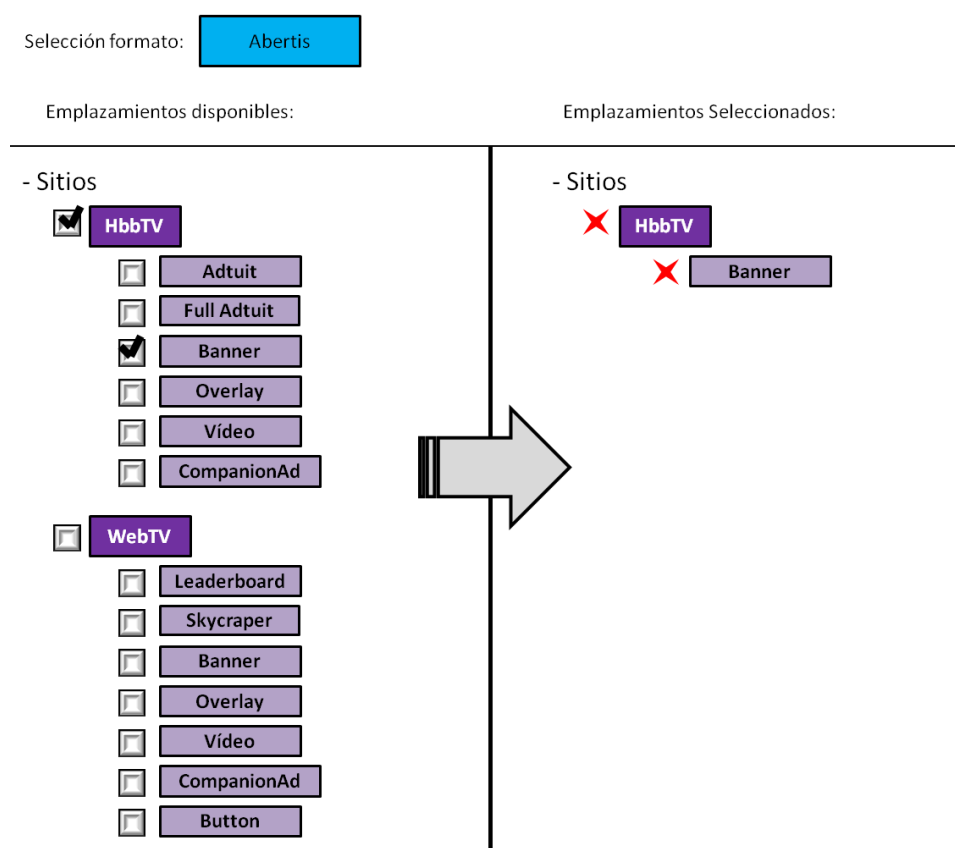 Selección formato: Abertis
Emplazamientos disponibles:
Emplazamientos Seleccionados:
- Sitios
HbbTV
Adtuit
Full Adtuit
Banner
Overlay
Vídeo
CompanionAd
WebTV
Leaderboard
Skycraper
Banner
Overlay
Vídeo
CompanionAd
Button
- Sitios
HbbTV
Banner